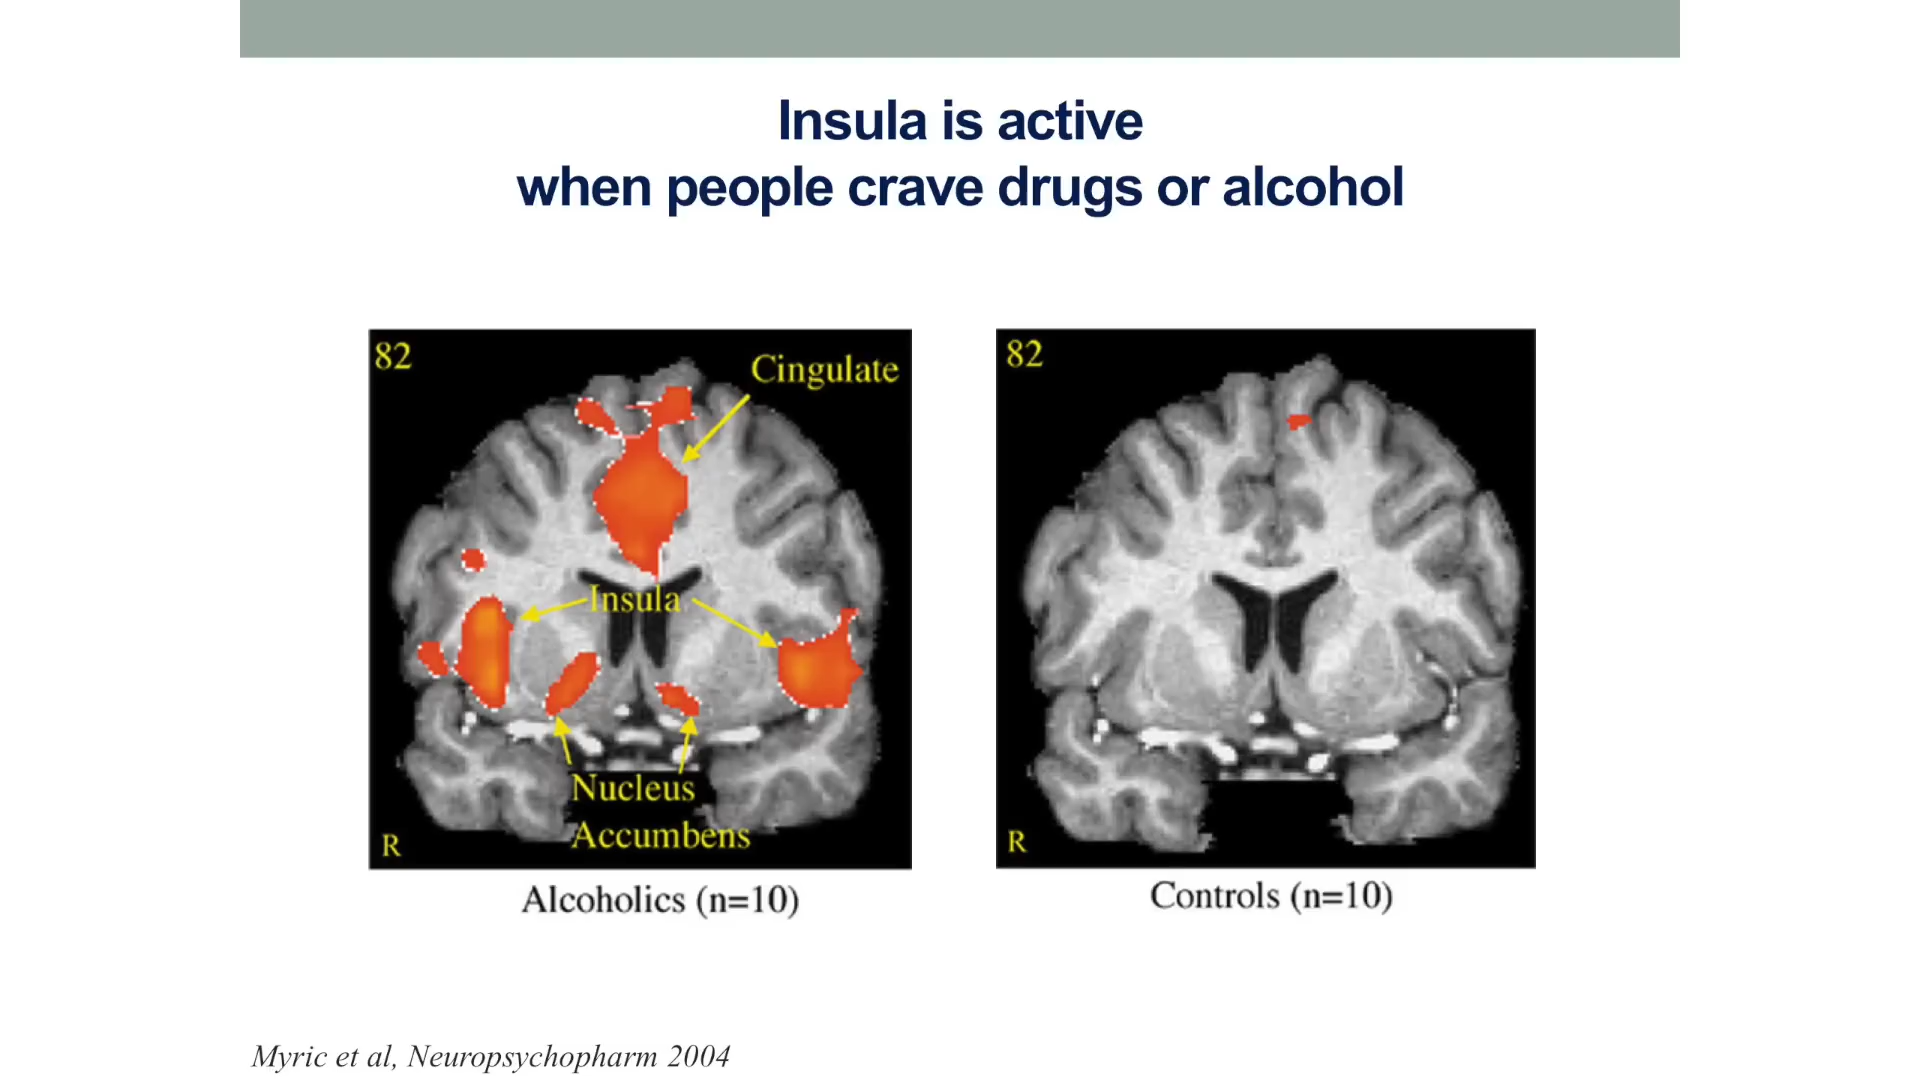 Insula is active
when people crave drugs or alcohol
82
Cingulate
Insula
Nucleus
Accumbens
R
Alcoholics (n=10)
82
R
Controls (n=10)
Myric et al, Neuropsychopharm 2004